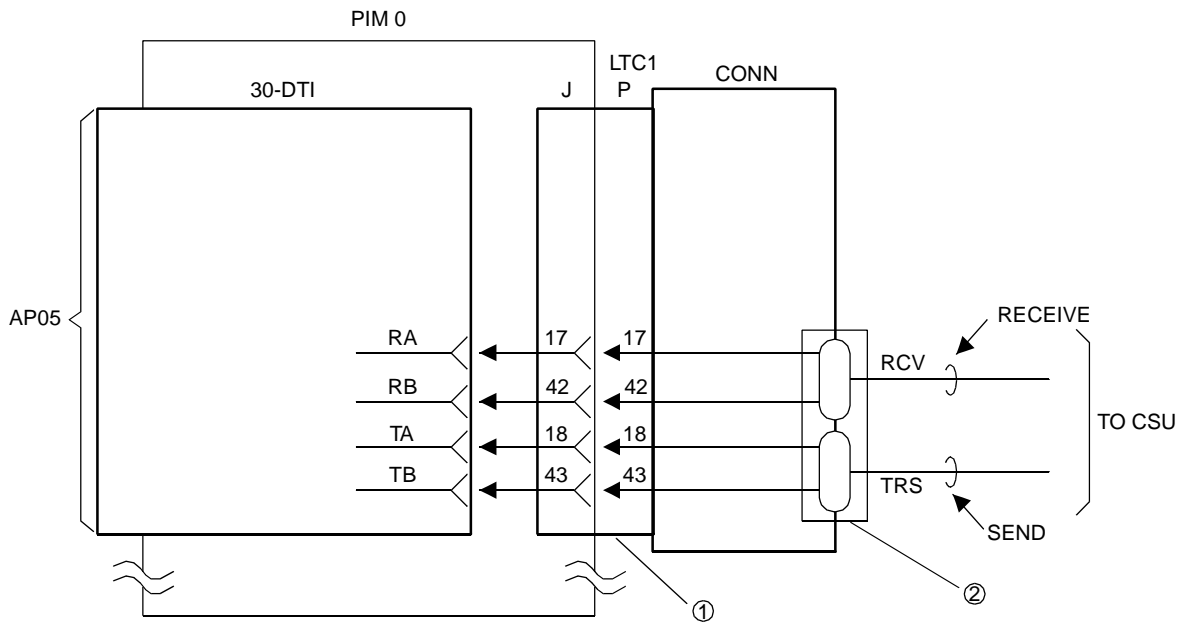 PIM 0
LTC1
30-DTI J P CONN
AP05
RA 17 17
RB 42 42
TA 18 18
TB 43 43
RCV
TRS
RECEIVE
SEND
TO CSU
①
②